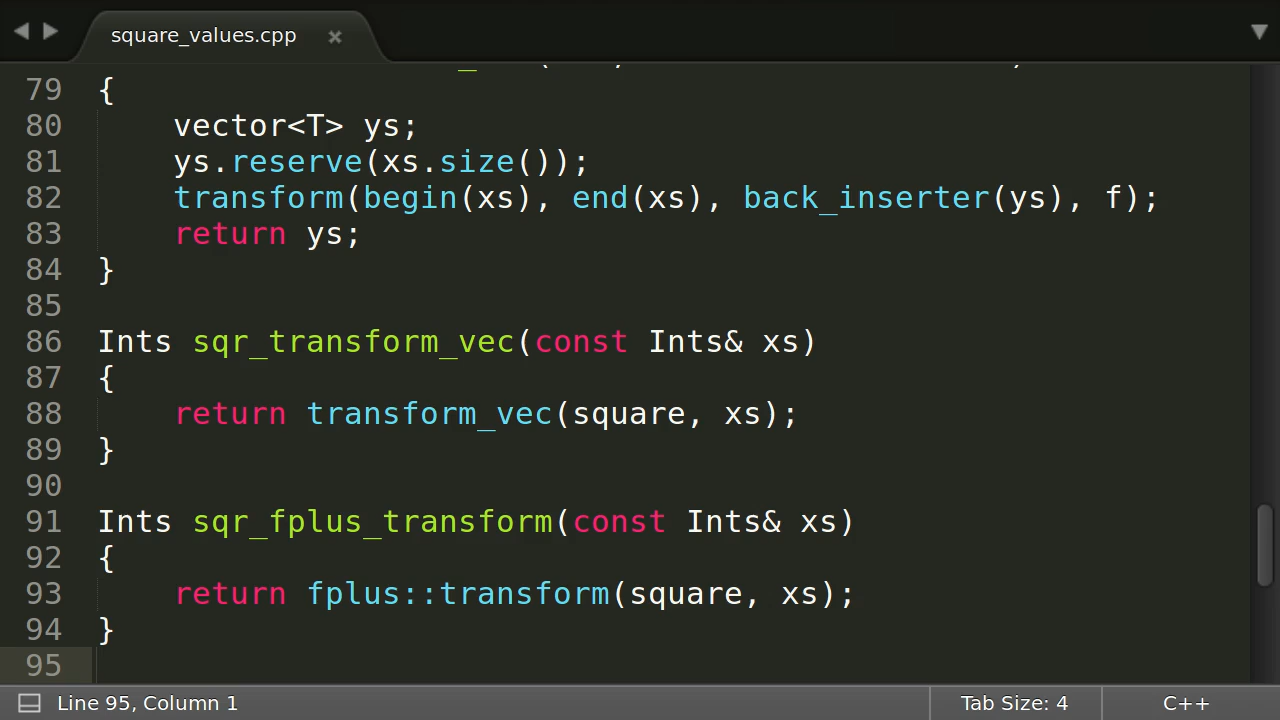 square_values.cpp
79 {
80     vector<T> ys;
81     ys.reserve(xs.size());
82     transform(begin(xs), end(xs), back_inserter(ys), f);
83     return ys;
84 }
85
86 Ints sqr_transform_vec(const Ints& xs)
87 {
88     return transform_vec(square, xs);
89 }
90
91 Ints sqr_fplus_transform(const Ints& xs)
92 {
93     return fplus::transform(square, xs);
94 }
95
Line 95, Column 1
Tab Size: 4
C++